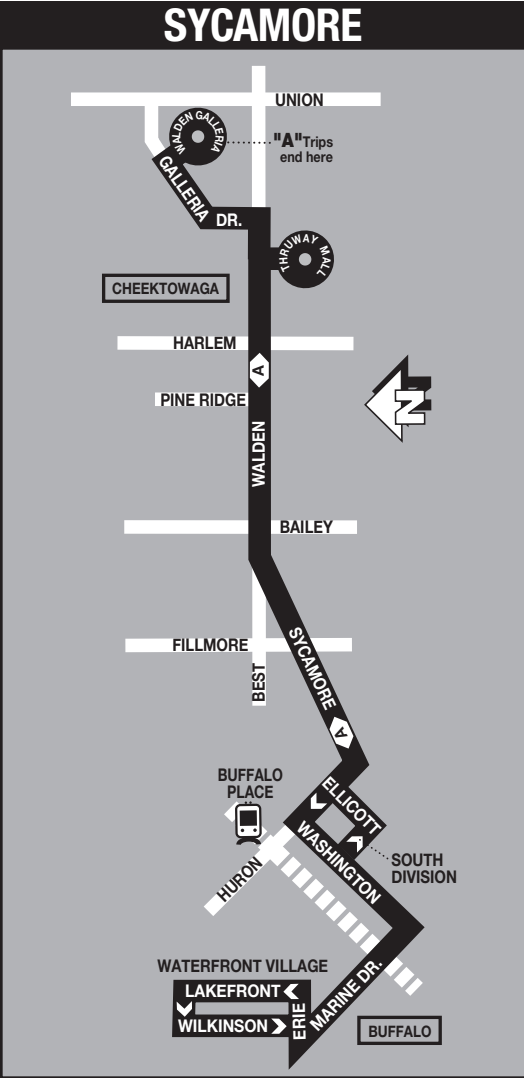 SYCAMORE
UNION
WALDEN GALLERIA
"A" Trips
end here
GALLERIA
DR.
THRUWAY MALL
CHEEKTOWAGA
HARLEM
A
PINE RIDGE
N
WALDEN
BAILEY
SYCAMORE
FILLMORE
BEST
A
BUFFALO
PLACE
ELLICOTT
WASHINGTON
SOUTH
DIVISION
HURON
WATERFRONT VILLAGE
LAKEFRONT
MARINE DR.
ERIE
WILKINSON
BUFFALO